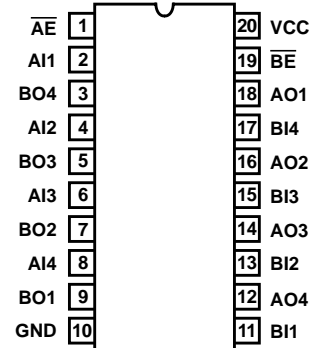 A̅E̅ 1 20 VCC
AI1 2 19 B̅E̅
BO4 3 18 AO1
AI2 4 17 BI4
BO3 5 16 AO2
AI3 6 15 BI3
BO2 7 14 AO3
AI4 8 13 BI2
BO1 9 12 AO4
GND 10 11 BI1